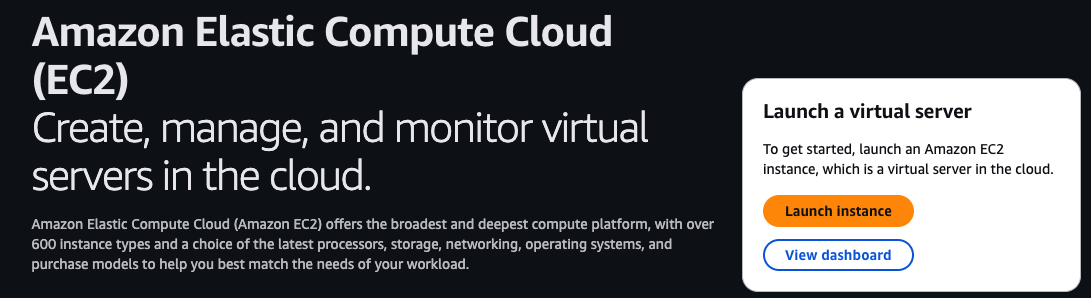 Amazon Elastic Compute Cloud
(EC2)
Create, manage, and monitor virtual
servers in the cloud.
Amazon Elastic Compute Cloud (Amazon EC2) offers the broadest and deepest compute platform, with over
600 instance types and a choice of the latest processors, storage, networking, operating systems, and
purchase models to help you best match the needs of your workload.
Launch a virtual server
To get started, launch an Amazon EC2
instance, which is a virtual server in the cloud.
Launch instance
View dashboard